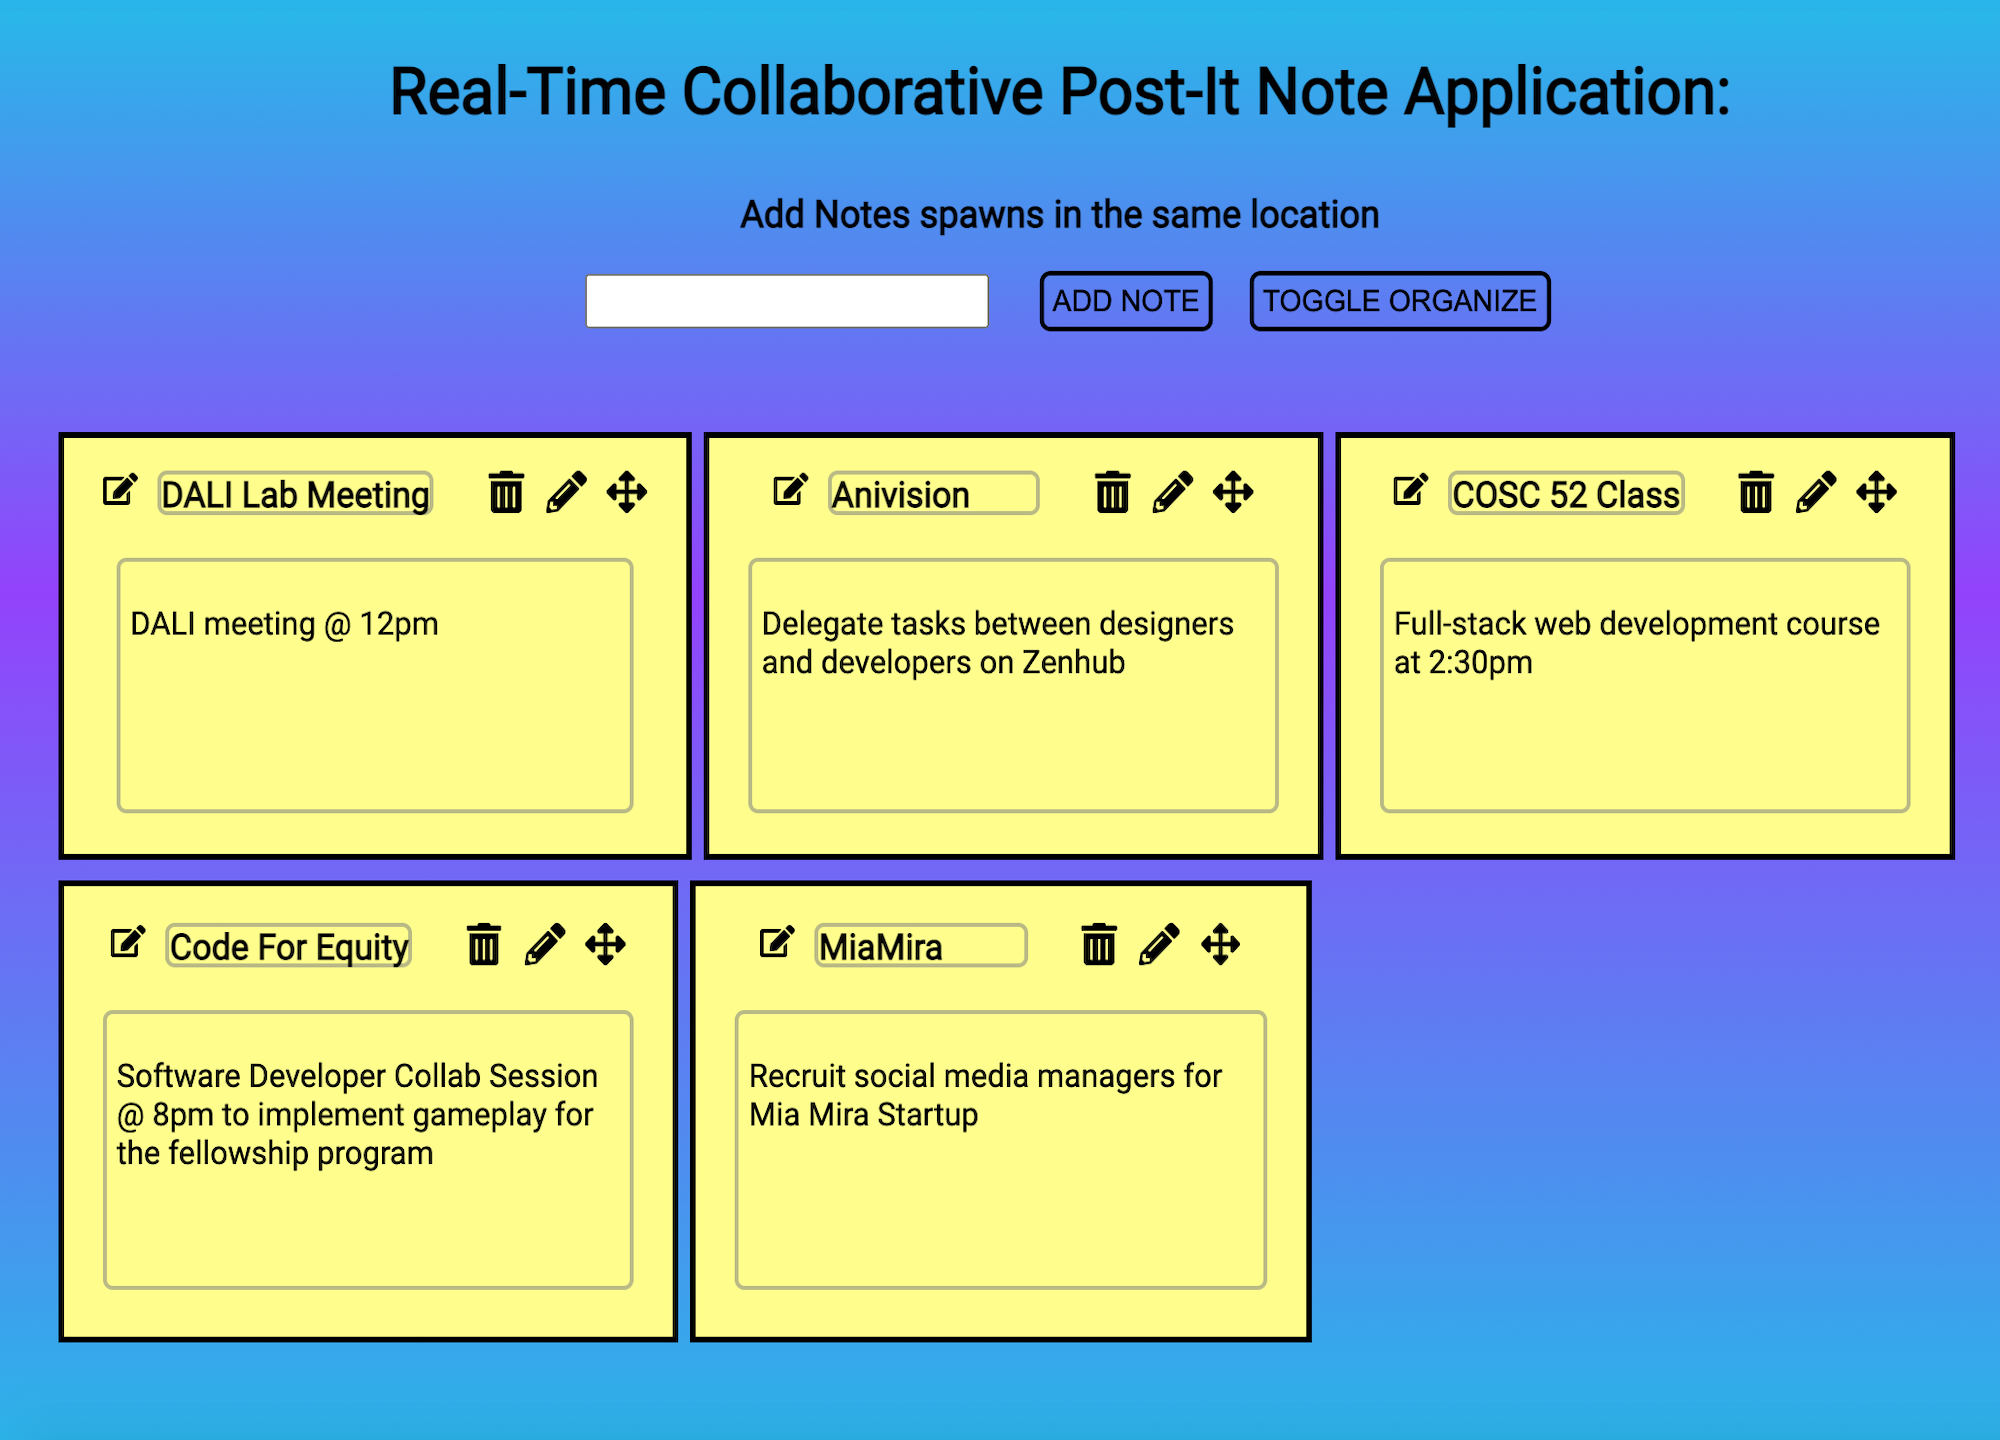 Real-Time Collaborative Post-It Note Application:
Add Notes spawns in the same location
ADD NOTE
TOGGLE ORGANIZE
DALI Lab Meeting
DALI meeting @ 12pm
Anivision
Delegate tasks between designers
and developers on Zenhub
COSC 52 Class
Full-stack web development course
at 2:30pm
Code For Equity
Software Developer Collab Session
@ 8pm to implement gameplay for
the fellowship program
MiaMira
Recruit social media managers for
Mia Mira Startup